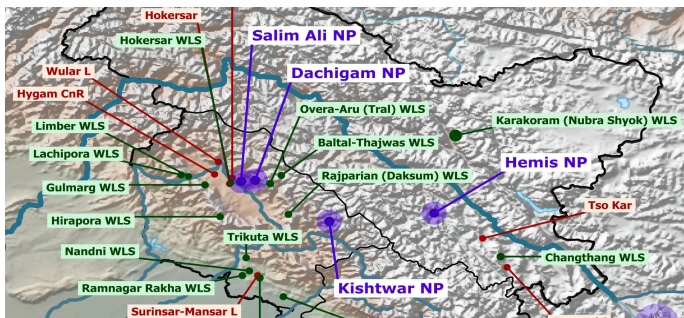 Hokersar
Hokersar WLS
Salim Ali NP
Wular L
Dachigam NP
Hygam CnR
Overa-Aru (Tral) WLS
Karakoram (Nubra Shyok) WLS
Limber WLS
Baltal-Thajwas WLS
Lachipora WLS
Hemis NP
Rajparian (Daksum) WLS
Gulmarg WLS
Tso Kar
Hirapora WLS
Trikuta WLS
Nandni WLS
Changthang WLS
Ramnagar Rakha WLS
Kishtwar NP
Surinsar-Mansar L